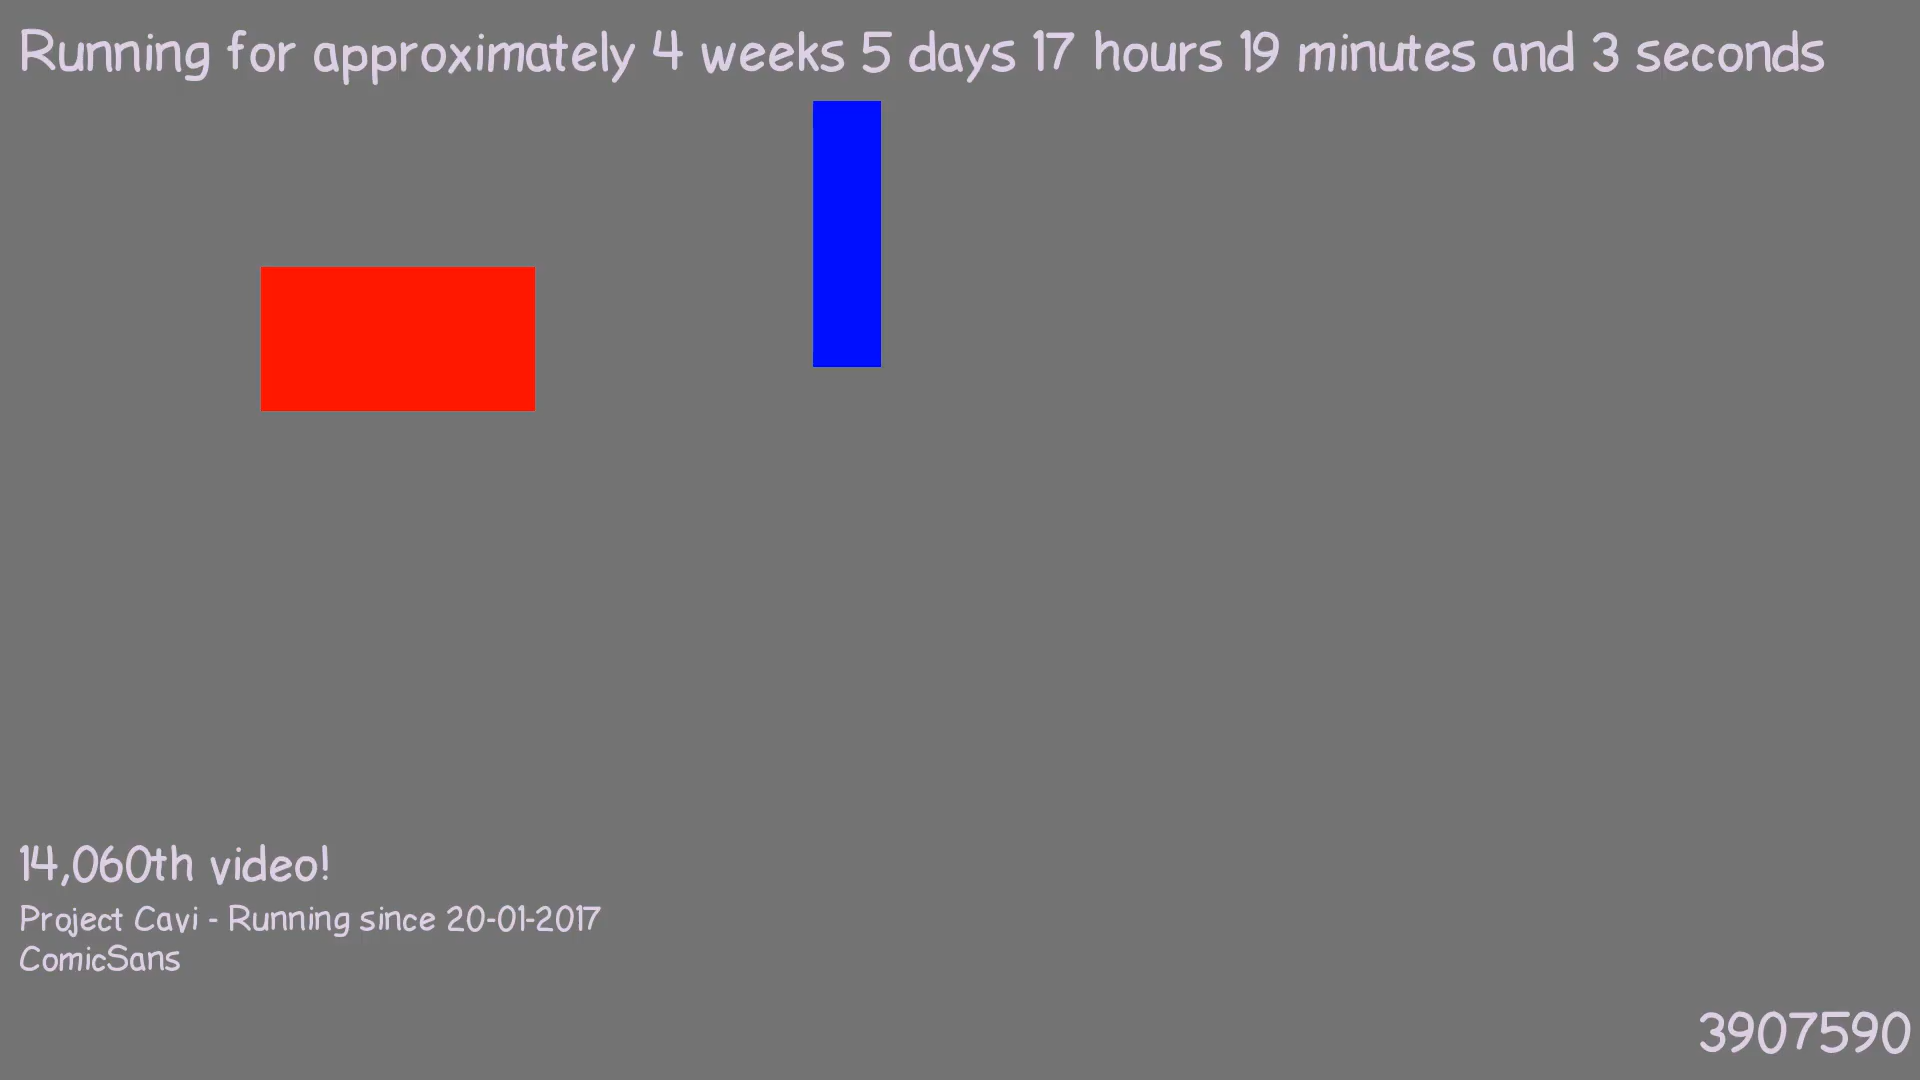 Running for approximately 4 weeks 5 days 17 hours 19 minutes and 3 seconds
14,060th video!
Project Cavi - Running since 20-01-2017
ComicSans
3907590